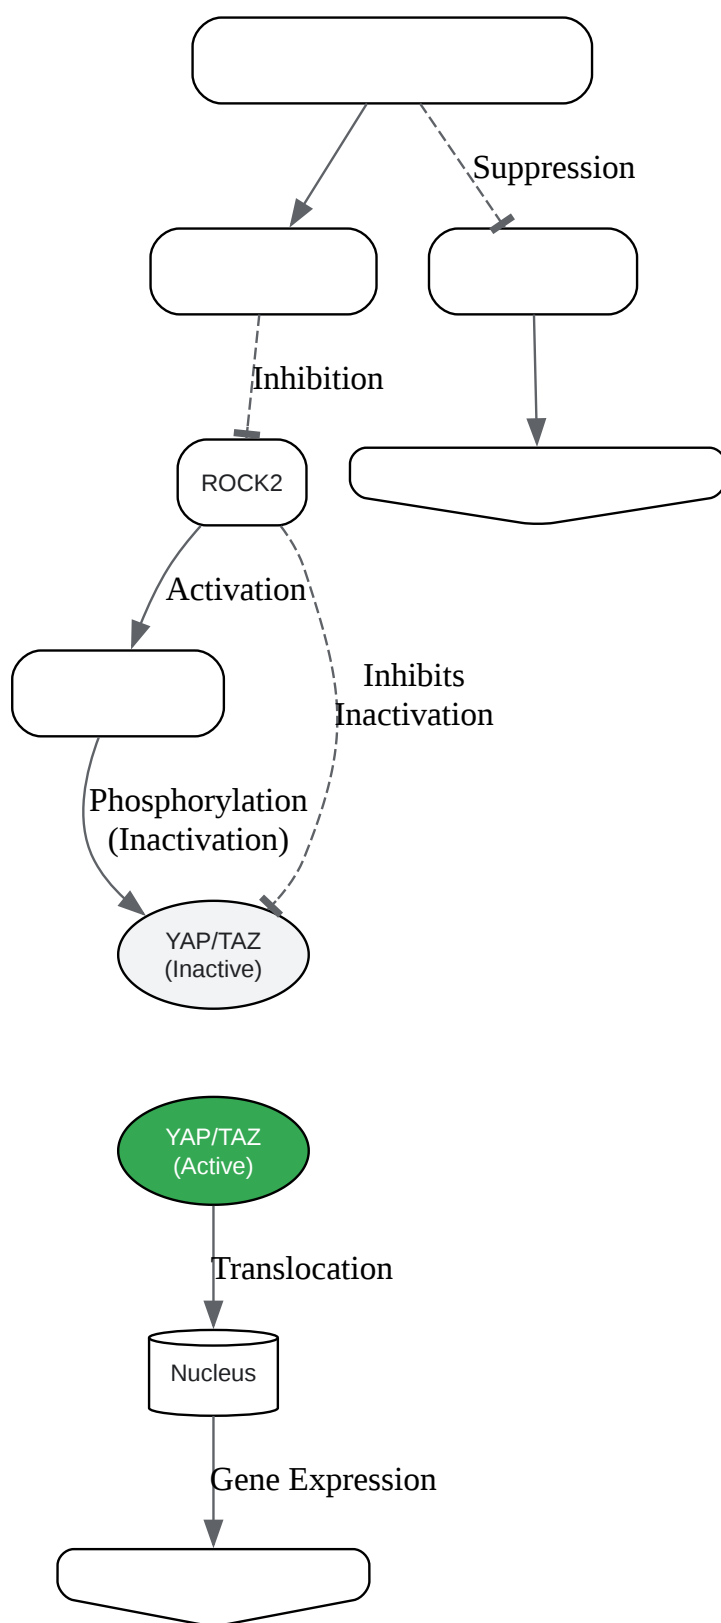 Suppression
Inhibition
ROCK2
Activation
Inhibits
Inactivation
Phosphorylation
(Inactivation)
YAP/TAZ
(Inactive)
YAP/TAZ
(Active)
Translocation
Nucleus
Gene Expression